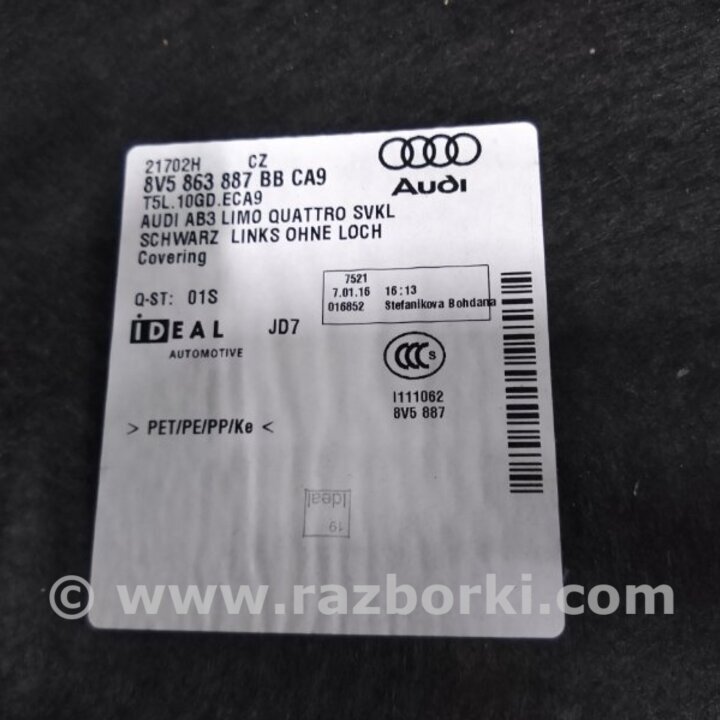 21702H CZ
8V5 863 887 BB CA9
T5L.10GD.ECA9
AUDI AB3 LIMO QUATTRO SVKL
SCHWARZ LINKS OHNE LOCH
Covering
Audi
Q-ST: 01S
7521
7.01.16 16:13
016852 Stefanikova Bohdana
iDEAL JD7
AUTOMOTIVE
CCC S
I111062
8V5 887
> PET/PE/PP/Ke <
Ideal
19
© www.razborki.com